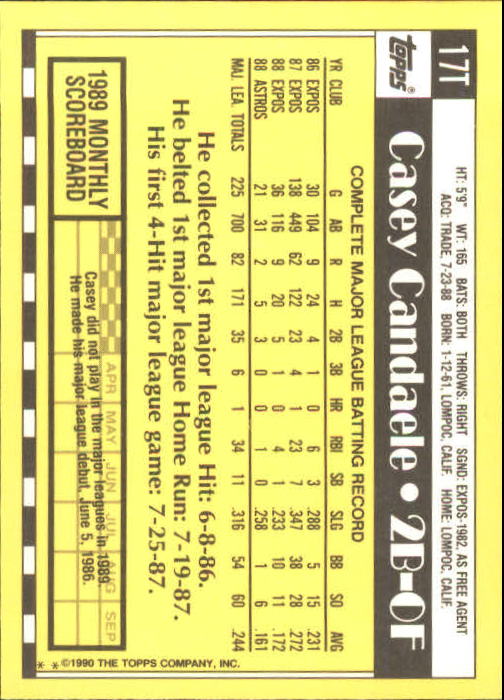 17T
topps®
Casey Candaele • 2B-OF
HT: 5'9" WT: 165 BATS: BOTH THROWS: RIGHT SGND: EXPOS-1982, AS FREE AGENT
ACQ: TRADE, 7-23-88 BORN: 1-12-61, LOMPOC, CALIF. HOME: LOMPOC, CALIF.
COMPLETE MAJOR LEAGUE BATTING RECORD
YR CLUB G AB R H 2B 3B HR RBI SB SLG BB SO AVG
86 EXPOS 30 104 9 24 4 1 0 6 3 .288 5 15 .231
87 EXPOS 138 449 62 122 23 4 1 23 7 .347 38 28 .272
88 EXPOS 36 116 9 20 5 1 0 4 1 .233 10 11 .172
88 ASTROS 21 31 2 5 3 0 0 1 0 .258 1 6 .161
MAJ. LEA. TOTALS 225 700 82 171 35 6 1 34 11 .316 54 60 .244
He collected 1st major league Hit: 6-8-86.
He belted 1st major league Home Run: 7-19-87.
His first 4-Hit major league game: 7-25-87.
1989 MONTHLY
SCOREBOARD
APR MAY JUN JUL AUG SEP
Casey did not play in the major leagues in 1989.
He made his major league debut, June 5, 1986.
* * ©1990 THE TOPPS COMPANY, INC.